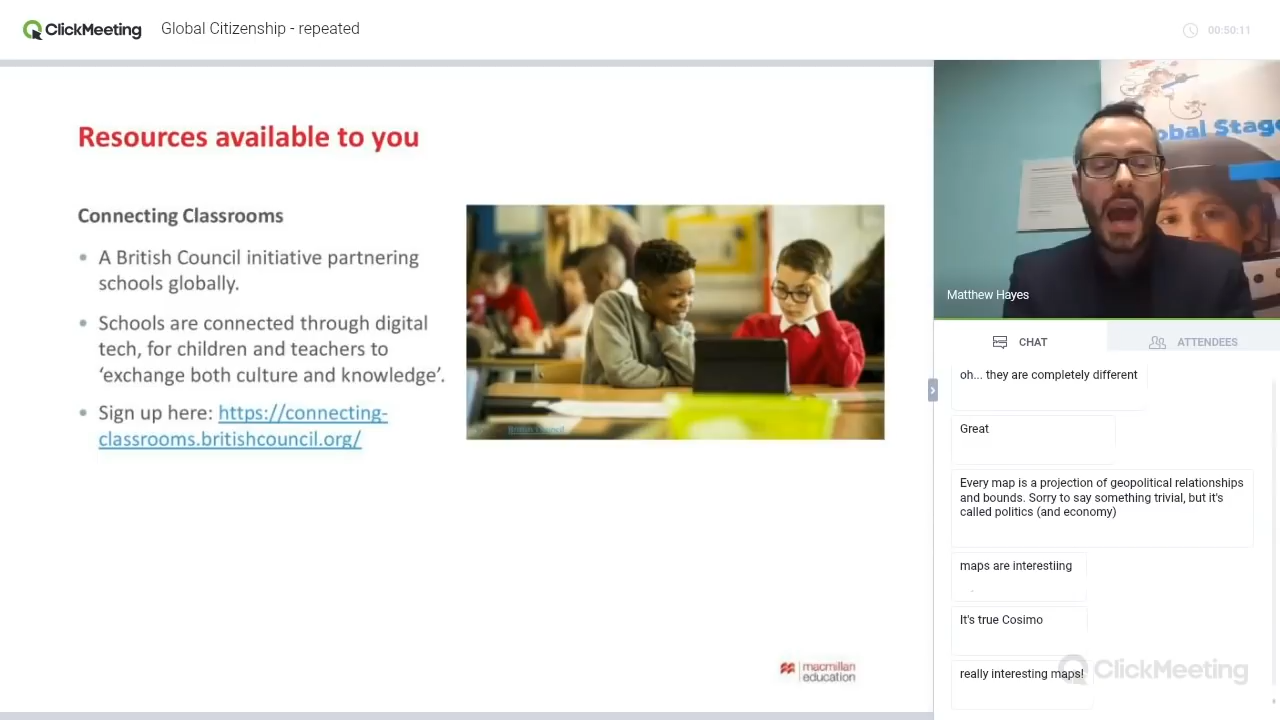 ClickMeeting
Global Citizenship - repeated
00:50:11
Resources available to you
Connecting Classrooms
• A British Council initiative partnering
schools globally.
• Schools are connected through digital
tech, for children and teachers to
‘exchange both culture and knowledge’.
• Sign up here: https://connecting-
classrooms.britishcouncil.org/
British Council
macmillan
education
obal Stage
Matthew Hayes
CHAT
ATTENDEES
oh... they are completely different
Great
Every map is a projection of geopolitical relationships
and bounds. Sorry to say something trivial, but it's
called politics (and economy)
maps are interestiing
It's true Cosimo
really interesting maps!
ClickMeeting